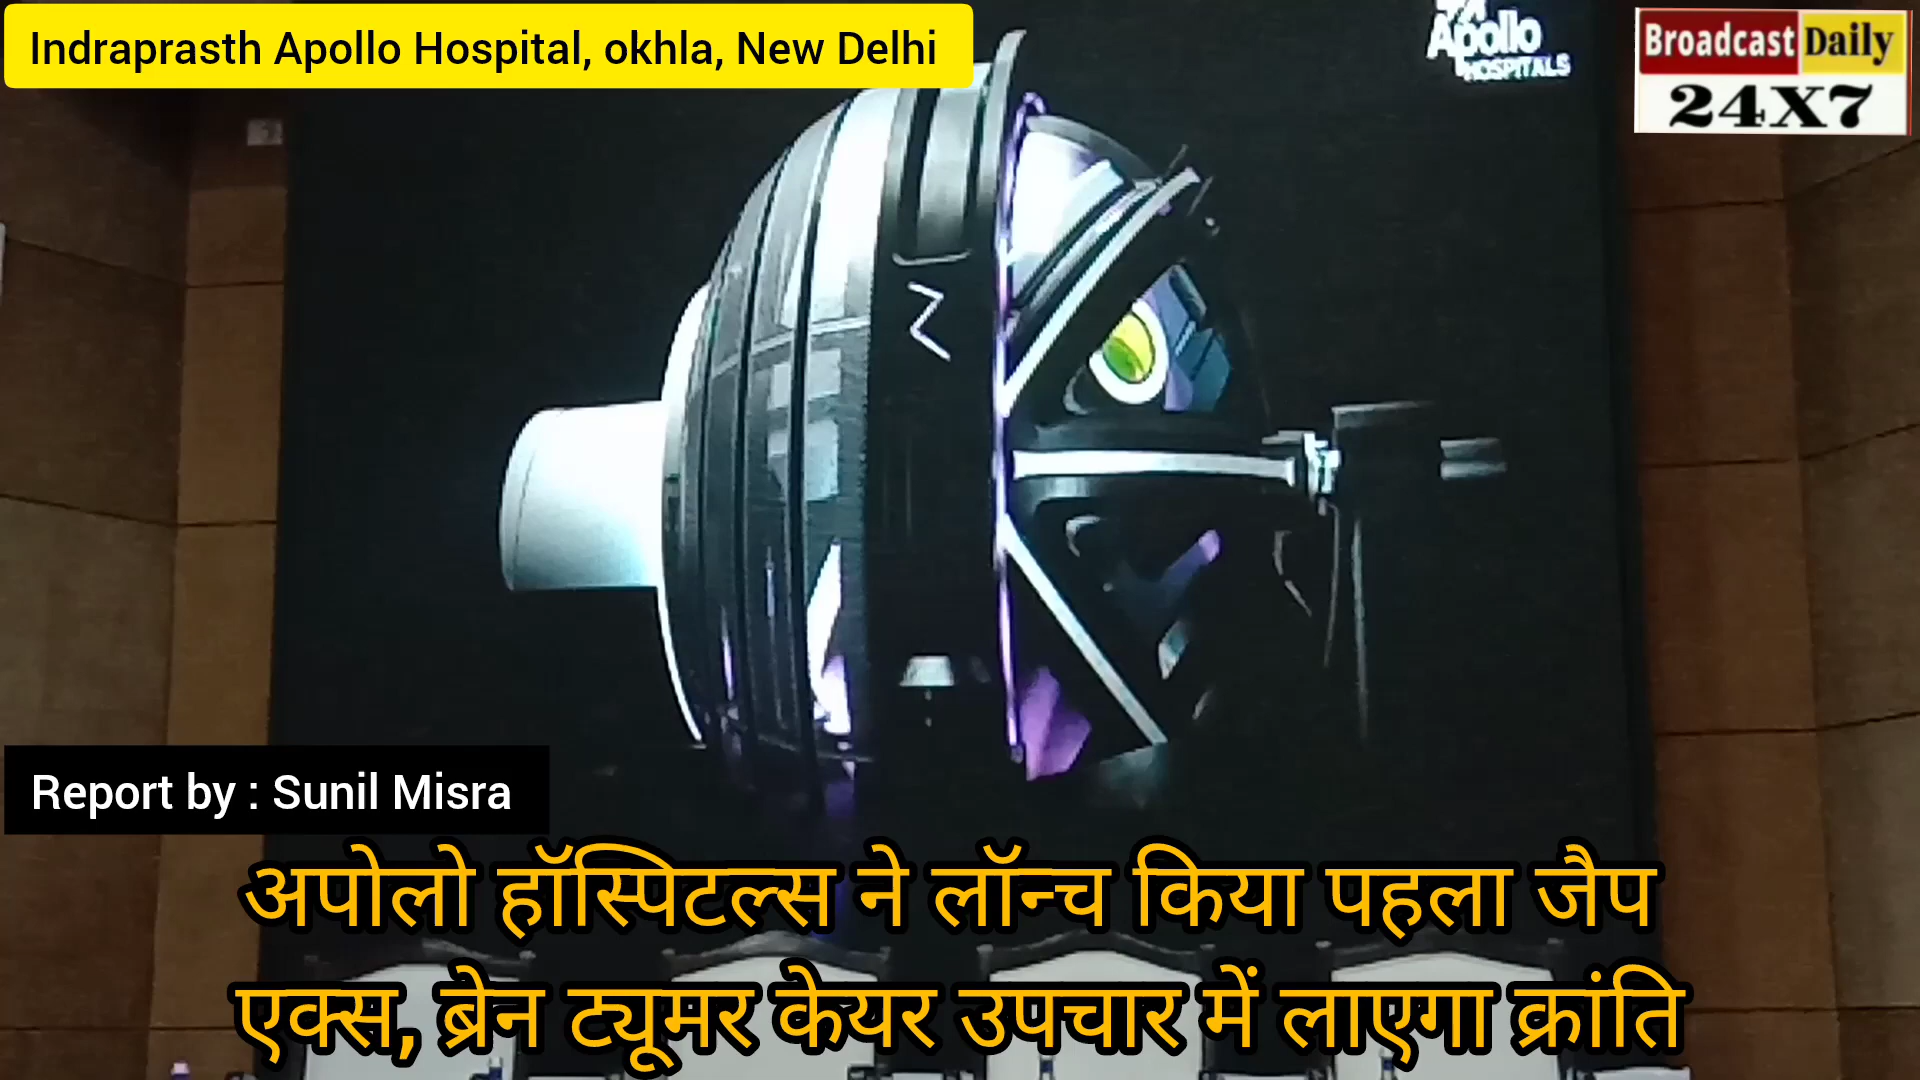 Indraprasth Apollo Hospital, okhla, New Delhi
Apollo
HOSPITALS
Broadcast Daily
24X7
Report by : Sunil Misra
अपोलो हॉस्पिटल्स ने लॉन्च किया पहला जैप
एक्स, ब्रेन ट्यूमर केयर उपचार में लाएगा क्रांति